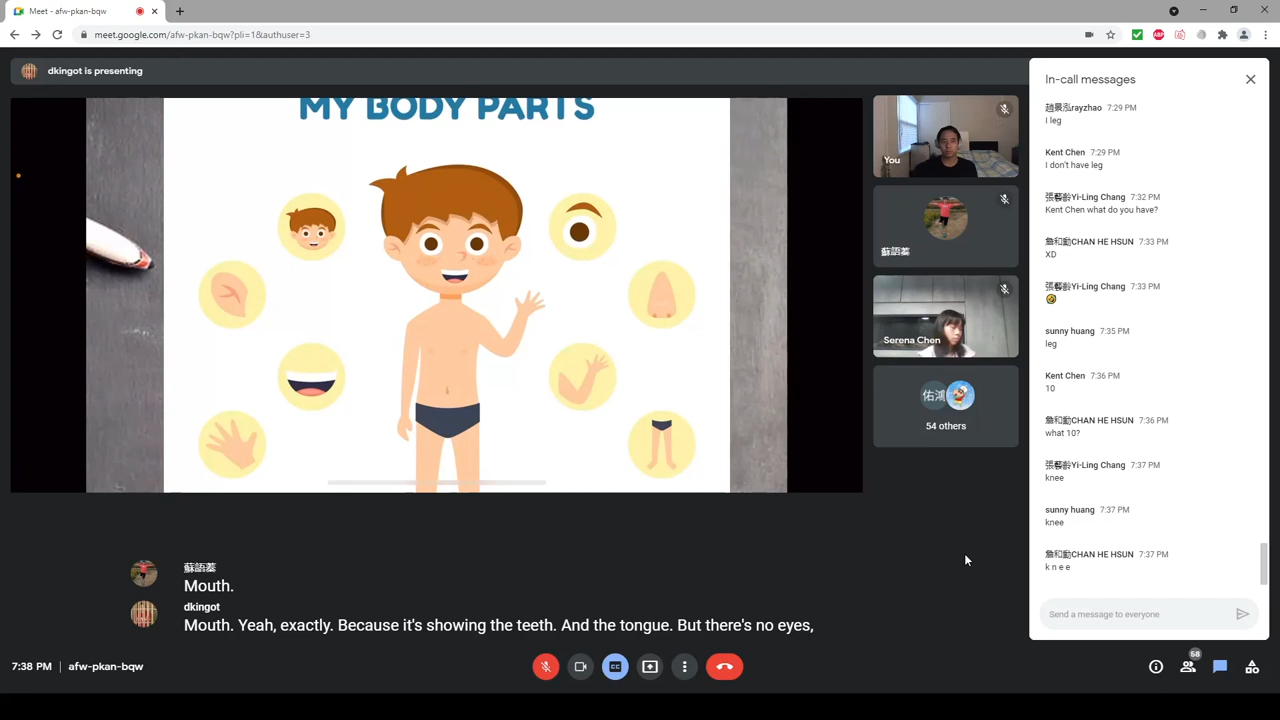 Meet - afw-pkan-bqw
meet.google.com/afw-pkan-bqw?pli=1&authuser=3
ABP
dkingot is presenting
In-call messages
MY BODY PARTS
You
蘇語蓁
Serena Chen
佑鴻
54 others
趙景泓rayzhao 7:29 PM
I leg
Kent Chen 7:29 PM
I don't have leg
張藝齡Yi-Ling Chang 7:32 PM
Kent Chen what do you have?
詹和勳CHAN HE HSUN 7:33 PM
XD
張藝齡Yi-Ling Chang 7:33 PM
sunny huang 7:35 PM
leg
Kent Chen 7:36 PM
10
詹和勳CHAN HE HSUN 7:36 PM
what 10?
張藝齡Yi-Ling Chang 7:37 PM
knee
sunny huang 7:37 PM
knee
詹和勳CHAN HE HSUN 7:37 PM
k n e e
Send a message to everyone
蘇語蓁
Mouth.
dkingot
Mouth. Yeah, exactly. Because it's showing the teeth. And the tongue. But there's no eyes,
7:38 PM | afw-pkan-bqw
CC
58